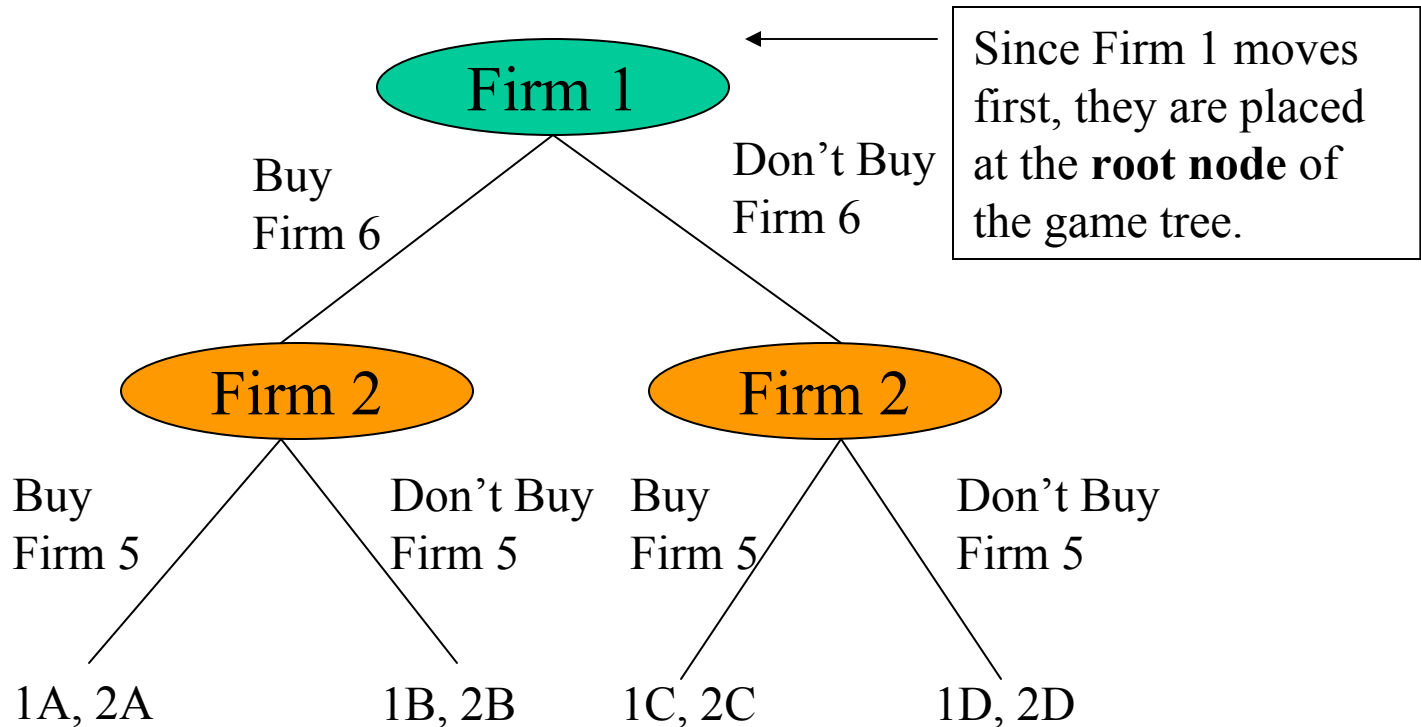 Firm 1
Since Firm 1 moves
first, they are placed
at the root node of
the game tree.
Buy
Firm 6
Don’t Buy
Firm 6
Firm 2
Firm 2
Buy
Firm 5
Don’t Buy
Firm 5
Buy
Firm 5
Don’t Buy
Firm 5
1A, 2A
1B, 2B
1C, 2C
1D, 2D